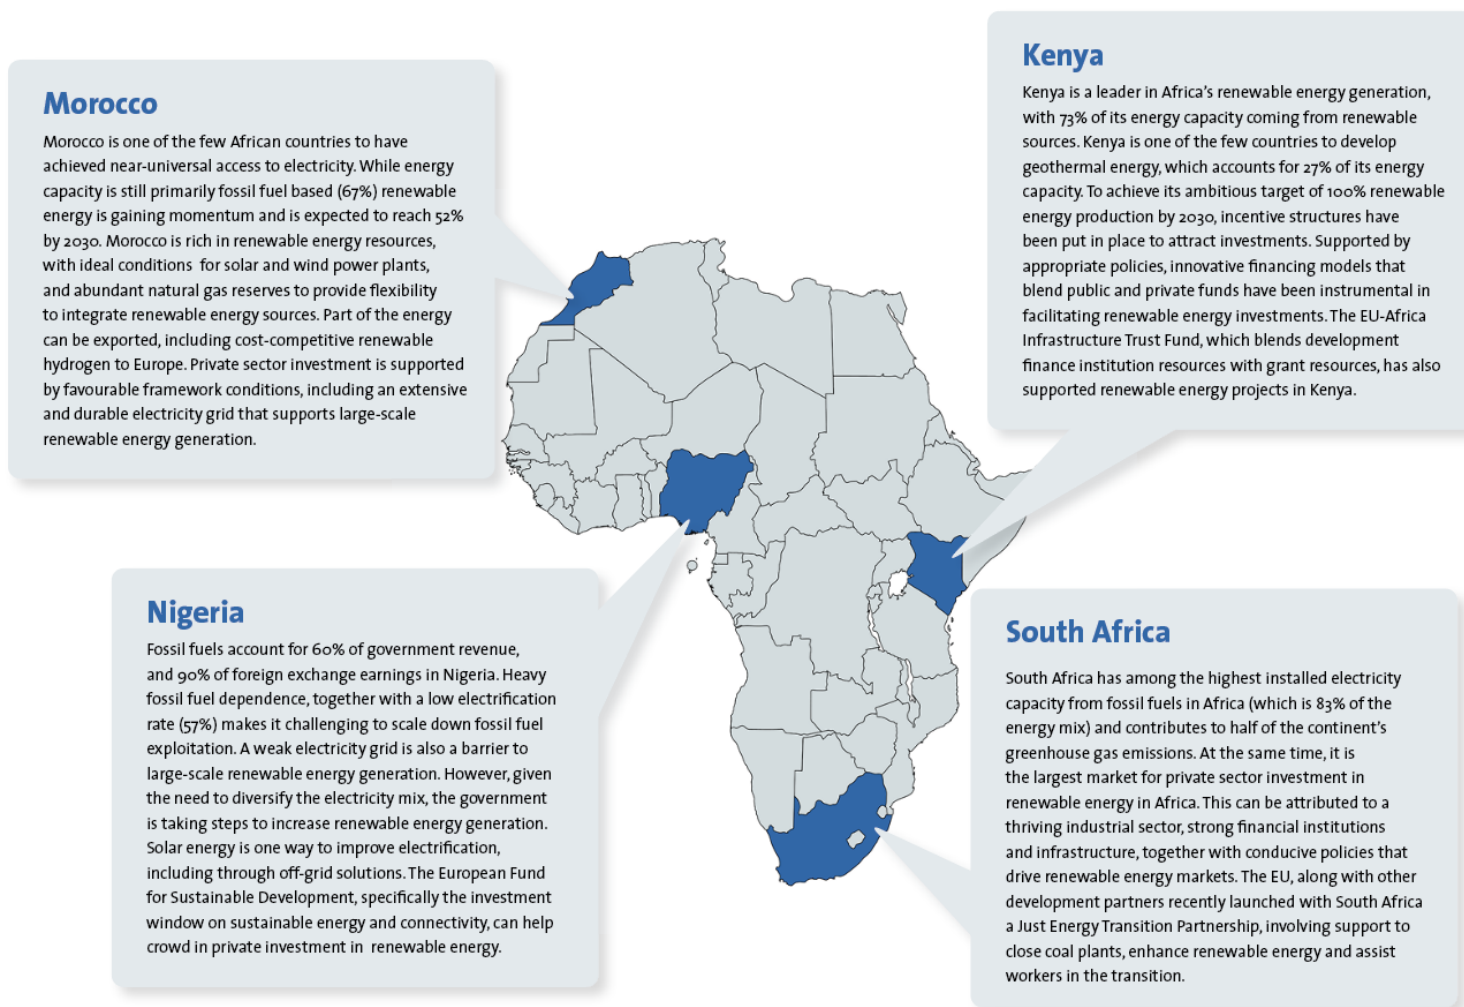 Morocco
Morocco is one of the few African countries to have
achieved near-universal access to electricity. While energy
capacity is still primarily fossil fuel based (67%) renewable
energy is gaining momentum and is expected to reach 52%
by 2030. Morocco is rich in renewable energy resources,
with ideal conditions for solar and wind power plants,
and abundant natural gas reserves to provide flexibility
to integrate renewable energy sources. Part of the energy
can be exported, including cost-competitive renewable
hydrogen to Europe. Private sector investment is supported
by favourable framework conditions, including an extensive
and durable electricity grid that supports large-scale
renewable energy generation.
Kenya
Kenya is a leader in Africa's renewable energy generation,
with 73% of its energy capacity coming from renewable
sources. Kenya is one of the few countries to develop
geothermal energy, which accounts for 27% of its energy
capacity. To achieve its ambitious target of 100% renewable
energy production by 2030, incentive structures have
been put in place to attract investments. Supported by
appropriate policies, innovative financing models that
blend public and private funds have been instrumental in
facilitating renewable energy investments. The EU-Africa
Infrastructure Trust Fund, which blends development
finance institution resources with grant resources, has also
supported renewable energy projects in Kenya.
Nigeria
Fossil fuels account for 60% of government revenue,
and 90% of foreign exchange earnings in Nigeria. Heavy
fossil fuel dependence, together with a low electrification
rate (57%) makes it challenging to scale down fossil fuel
exploitation. A weak electricity grid is also a barrier to
large-scale renewable energy generation. However, given
the need to diversify the electricity mix, the government
is taking steps to increase renewable energy generation.
Solar energy is one way to improve electrification,
including through off-grid solutions. The European Fund
for Sustainable Development, specifically the investment
window on sustainable energy and connectivity, can help
crowd in private investment in renewable energy.
South Africa
South Africa has among the highest installed electricity
capacity from fossil fuels in Africa (which is 83% of the
energy mix) and contributes to half of the continent's
greenhouse gas emissions. At the same time, it is
the largest market for private sector investment in
renewable energy in Africa. This can be attributed to a
thriving industrial sector, strong financial institutions
and infrastructure, together with conducive policies that
drive renewable energy markets. The EU, along with other
development partners recently launched with South Africa
a Just Energy Transition Partnership, involving support to
close coal plants, enhance renewable energy and assist
workers in the transition.